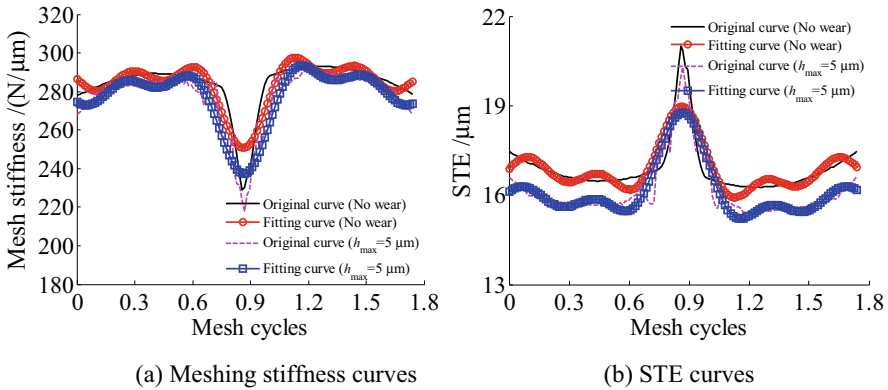 Mesh stiffness /(N/μm)
320
300
280
260
240
220
200
180
Original curve (No wear)
Fitting curve (No wear)
Original curve (hmax=5 μm)
Fitting curve (hmax=5 μm)
0 0.3 0.6 0.9 1.2 1.5 1.8
Mesh cycles
(a) Meshing stiffness curves
STE /μm
22
19
16
13
Original curve (No wear)
Fitting curve (No wear)
Original curve (hmax=5 μm)
Fitting curve (hmax=5 μm)
0 0.3 0.6 0.9 1.2 1.5 1.8
Mesh cycles
(b) STE curves